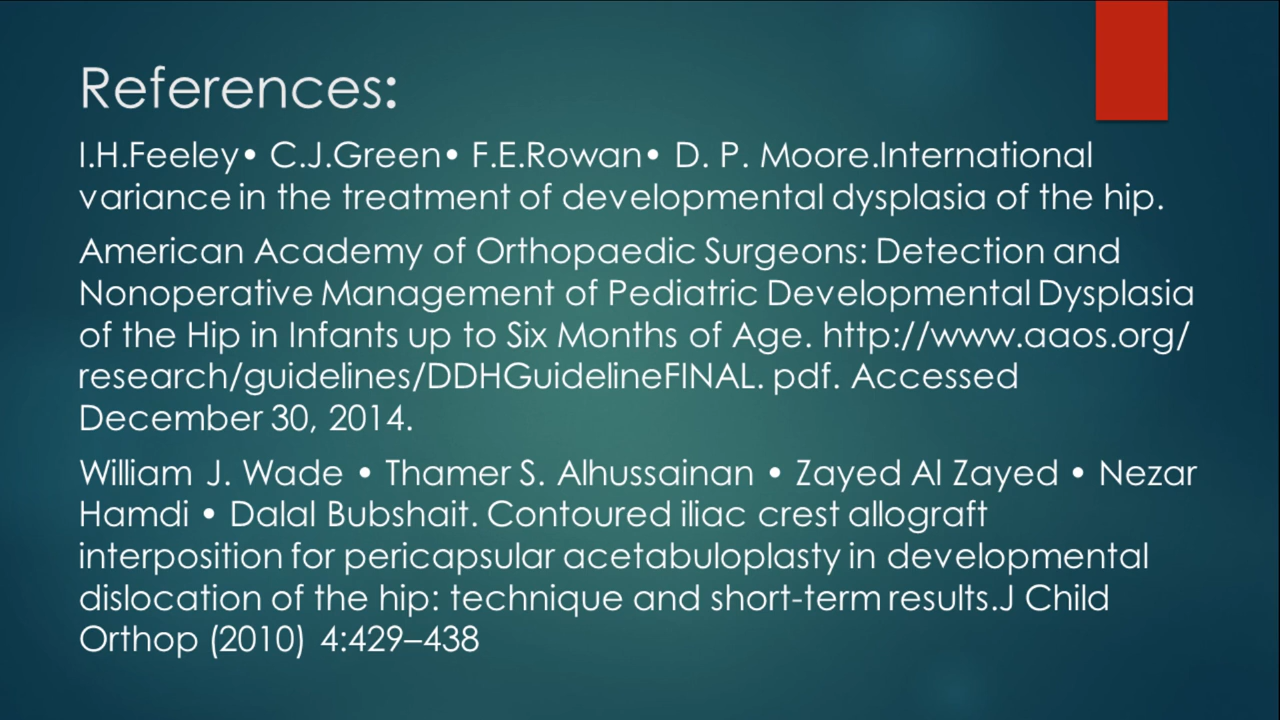 References:
I.H.Feeley• C.J.Green• F.E.Rowan• D. P. Moore.International
variance in the treatment of developmental dysplasia of the hip.
American Academy of Orthopaedic Surgeons: Detection and
Nonoperative Management of Pediatric Developmental Dysplasia
of the Hip in Infants up to Six Months of Age. http://www.aaos.org/
research/guidelines/DDHGuidelineFINAL. pdf. Accessed
December 30, 2014.
William J. Wade • Thamer S. Alhussainan • Zayed Al Zayed • Nezar
Hamdi • Dalal Bubshait. Contoured iliac crest allograft
interposition for pericapsular acetabuloplasty in developmental
dislocation of the hip: technique and short-term results.J Child
Orthop (2010) 4:429–438